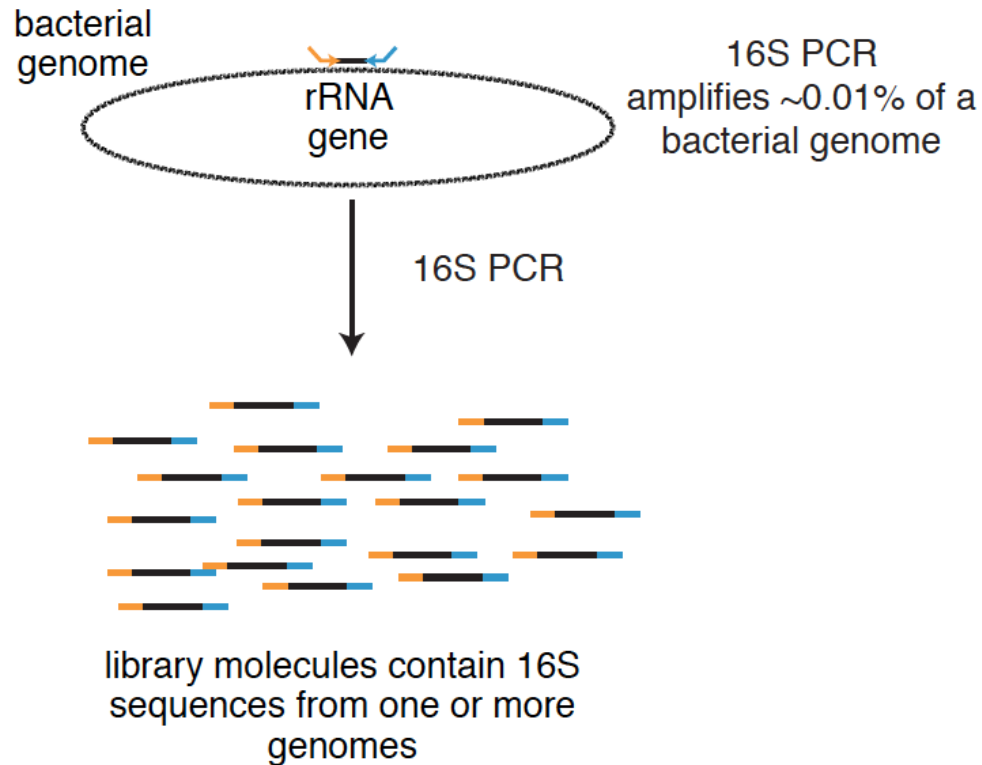 bacterial
genome
rRNA
gene
16S PCR
amplifies ~0.01% of a
bacterial genome
16S PCR
library molecules contain 16S
sequences from one or more
genomes